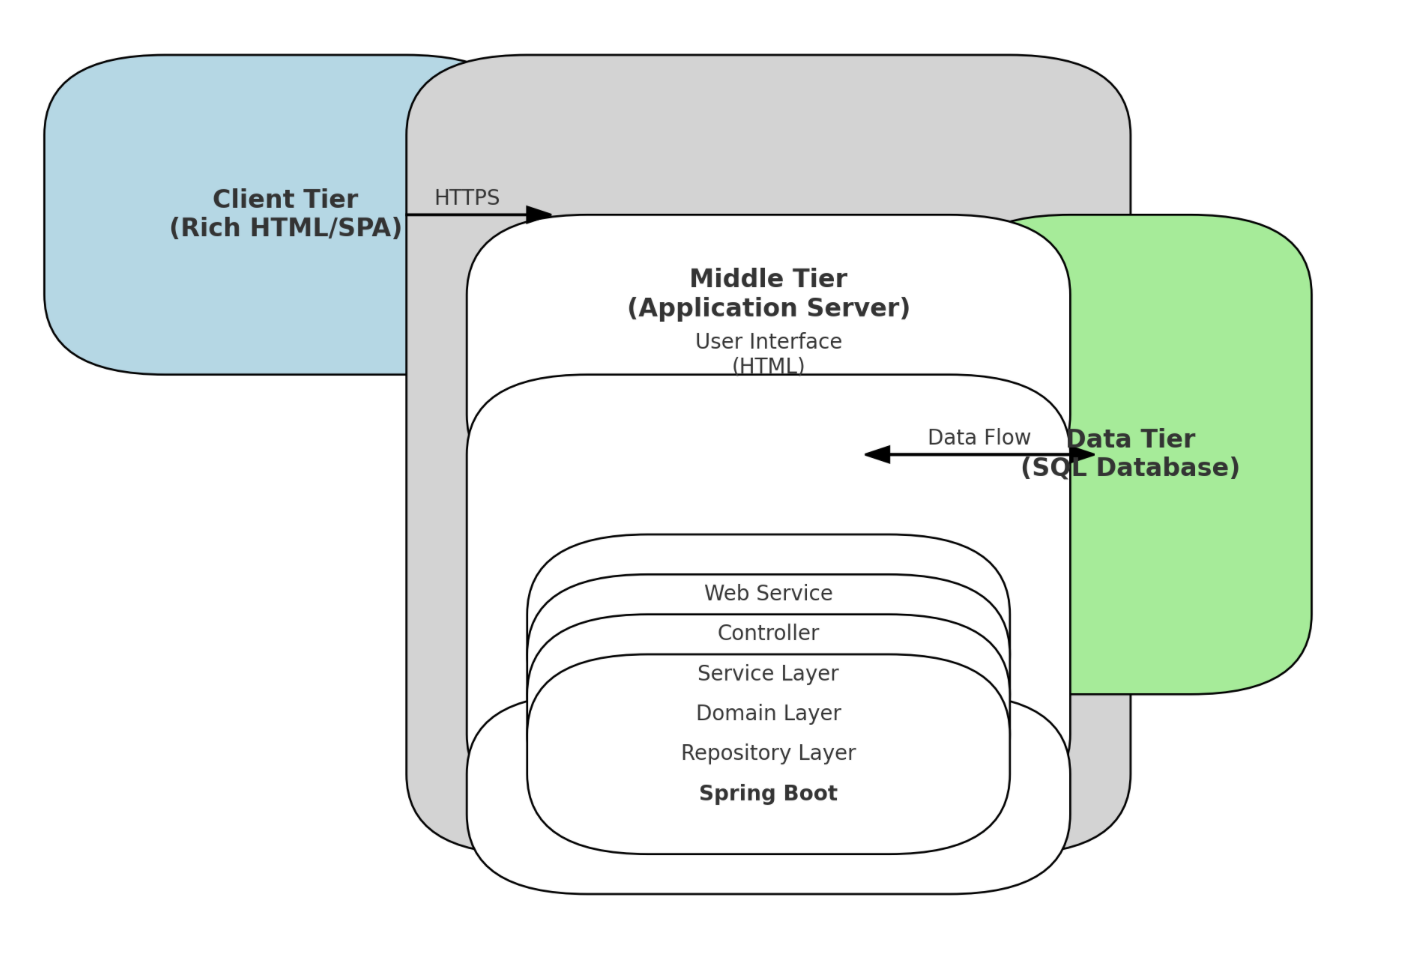 Client Tier
(Rich HTML/SPA)
HTTPS
Middle Tier
(Application Server)
User Interface
(HTML)
Data Flow
Data Tier
(SQL Database)
Web Service
Controller
Service Layer
Domain Layer
Repository Layer
Spring Boot